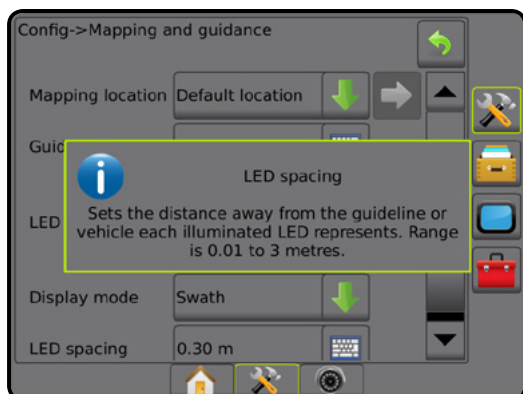 Config->Mapping and guidance
Mapping location Default location
Guid
LED spacing
Sets the distance away from the guideline or
LED
vehicle each illuminated LED represents. Range
is 0.01 to 3 metres.
Display mode Swath
LED spacing 0.30 m